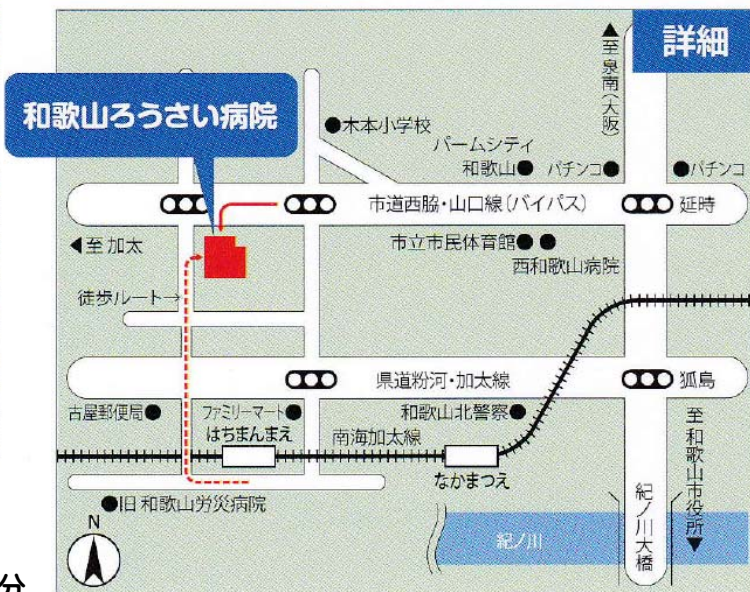 詳細
和歌山ろうさい病院
▲至泉南(大阪)
●木本小学校
パームシティ
和歌山●
パチンコ●
●パチンコ
市道西脇・山口線(バイパス)
延時
◀至 加太
市立市民体育館●
●
西和歌山病院
徒歩ルート→
県道粉河・加太線
狐島
古屋郵便局●
ファミリーマート●
和歌山北警察●
はちまんまえ
南海加太線
なかまつえ
至 和歌山市役所▼
●旧 和歌山労災病院
紀ノ川
紀ノ川大橋
N
分